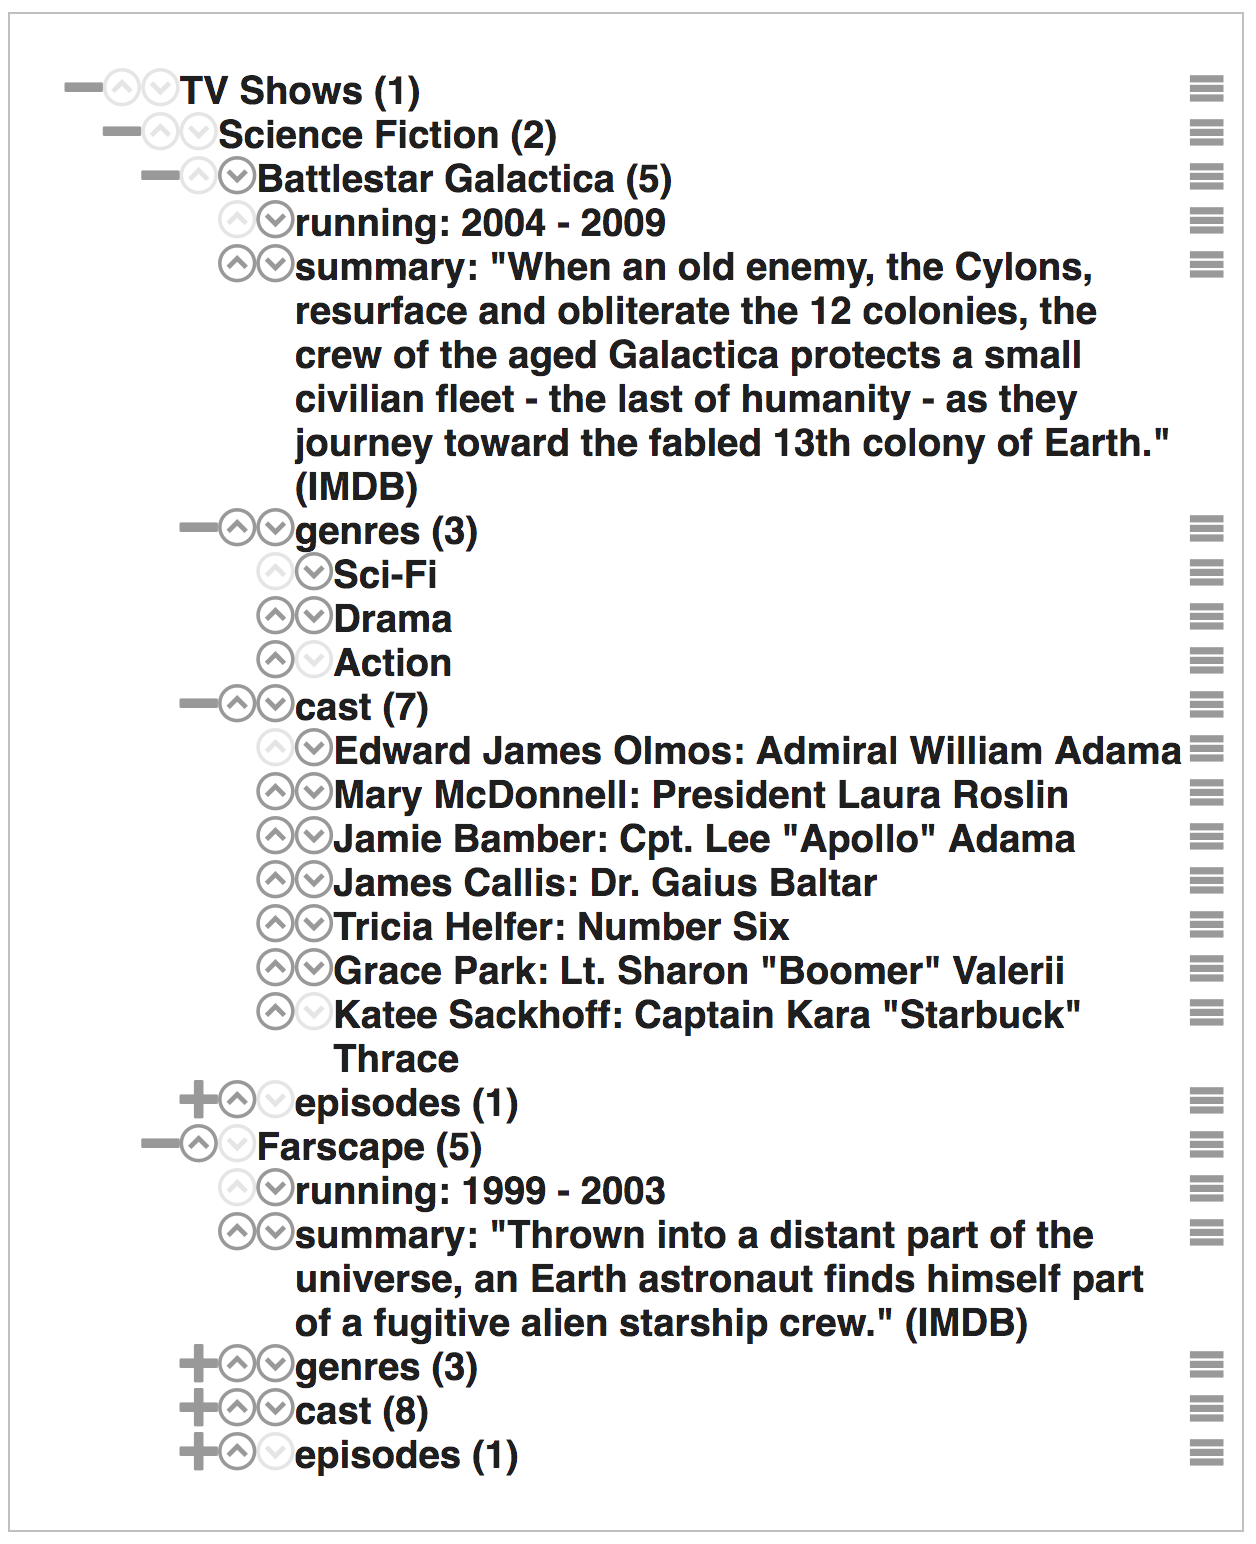 TV Shows (1)
Science Fiction (2)
Battlestar Galactica (5)
running: 2004 - 2009
summary: "When an old enemy, the Cylons,
resurface and obliterate the 12 colonies, the
crew of the aged Galactica protects a small
civilian fleet - the last of humanity - as they
journey toward the fabled 13th colony of Earth."
(IMDB)
genres (3)
Sci-Fi
Drama
Action
cast (7)
Edward James Olmos: Admiral William Adama
Mary McDonnell: President Laura Roslin
Jamie Bamber: Cpt. Lee "Apollo" Adama
James Callis: Dr. Gaius Baltar
Tricia Helfer: Number Six
Grace Park: Lt. Sharon "Boomer" Valerii
Katee Sackhoff: Captain Kara "Starbuck"
Thrace
episodes (1)
Farscape (5)
running: 1999 - 2003
summary: "Thrown into a distant part of the
universe, an Earth astronaut finds himself part
of a fugitive alien starship crew." (IMDB)
genres (3)
cast (8)
episodes (1)